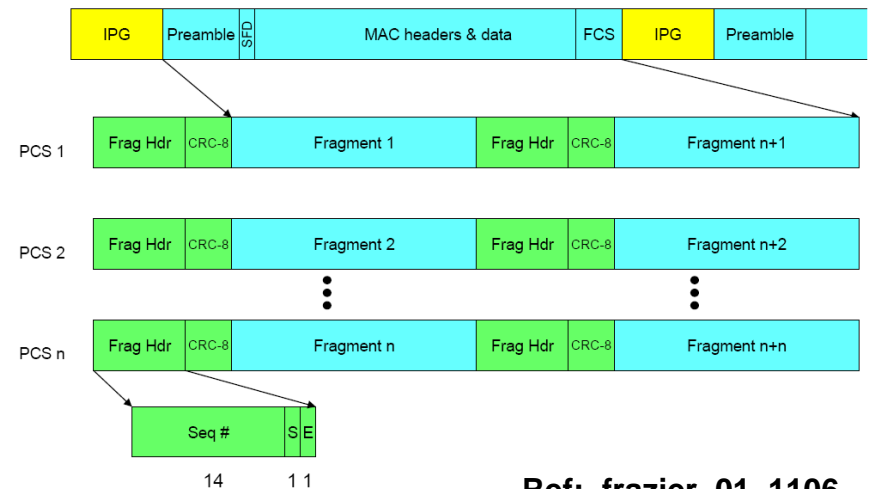 IPG Preamble SFD MAC headers & data FCS IPG Preamble
PCS 1 Frag Hdr CRC-8 Fragment 1 Frag Hdr CRC-8 Fragment n+1
PCS 2 Frag Hdr CRC-8 Fragment 2 Frag Hdr CRC-8 Fragment n+2
PCS n Frag Hdr CRC-8 Fragment n Frag Hdr CRC-8 Fragment n+n
Seq # S E
14 1 1
Ref: frazier_01_1106